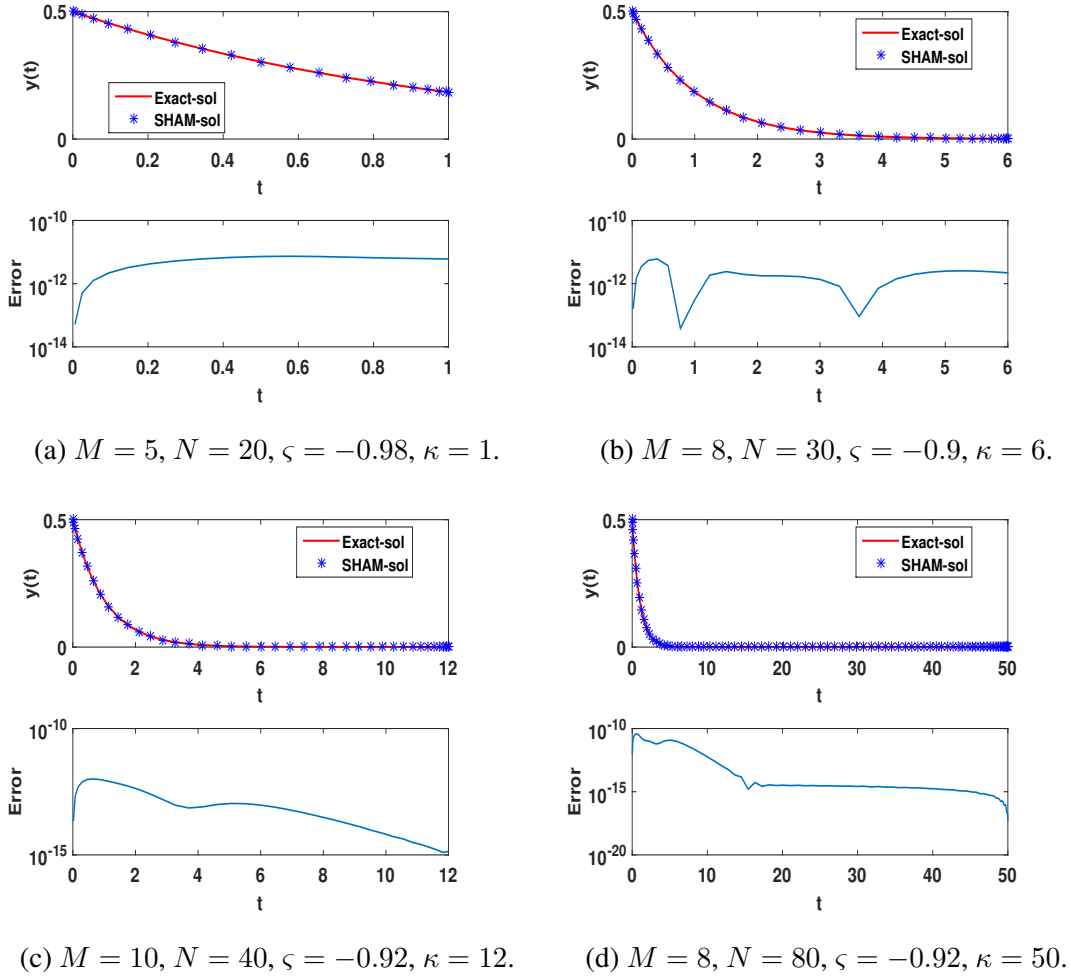 0.5
y(t)
0
Exact-sol
SHAM-sol
0 0.2 0.4 0.6 0.8 1
t
10^-10
Error
10^-12
10^-14
0 0.2 0.4 0.6 0.8 1
t
(a) M = 5, N = 20, ς = −0.98, κ = 1.
0.5
y(t)
0
Exact-sol
SHAM-sol
0 1 2 3 4 5 6
t
10^-10
Error
10^-12
10^-14
0 1 2 3 4 5 6
t
(b) M = 8, N = 30, ς = −0.9, κ = 6.
0.5
y(t)
0
Exact-sol
SHAM-sol
0 2 4 6 8 10 12
t
10^-10
Error
10^-15
0 2 4 6 8 10 12
t
(c) M = 10, N = 40, ς = −0.92, κ = 12.
0.5
y(t)
0
Exact-sol
SHAM-sol
0 10 20 30 40 50
t
10^-10
Error
10^-15
10^-20
0 10 20 30 40 50
t
(d) M = 8, N = 80, ς = −0.92, κ = 50.